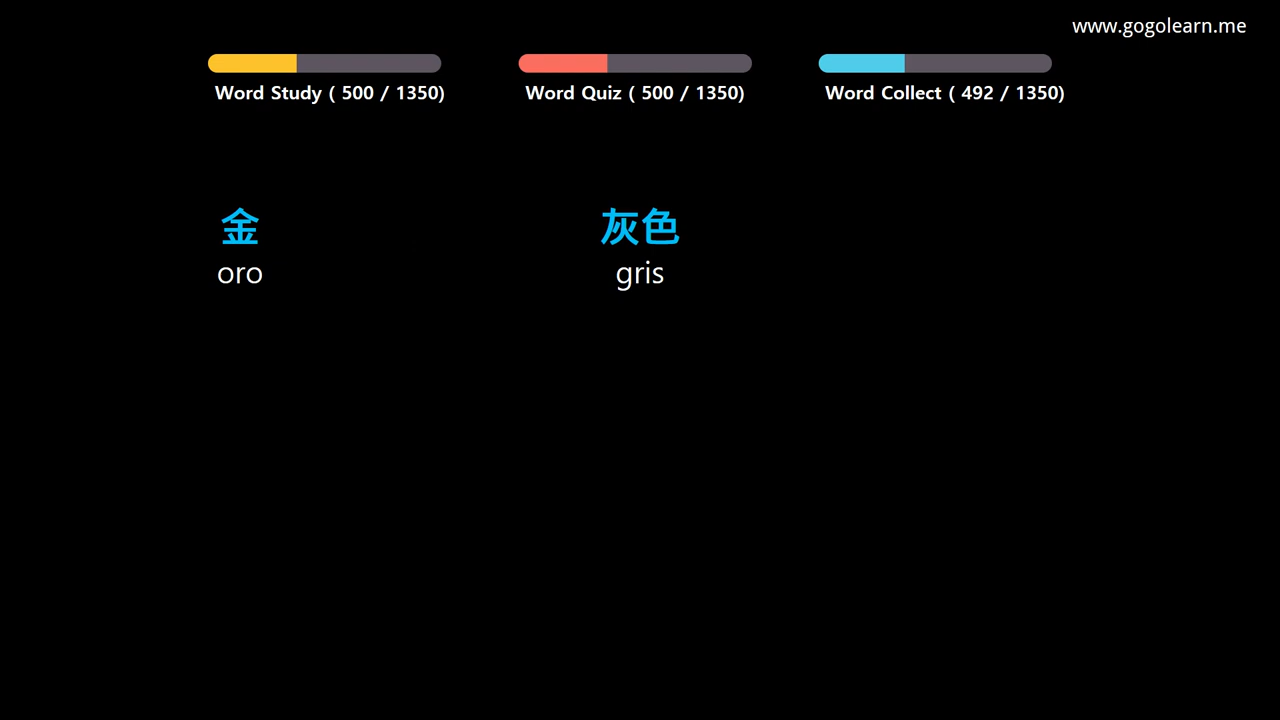 www.gogolearn.me
Word Study ( 500 / 1350)
Word Quiz ( 500 / 1350)
Word Collect ( 492 / 1350)
金
oro
灰色
gris